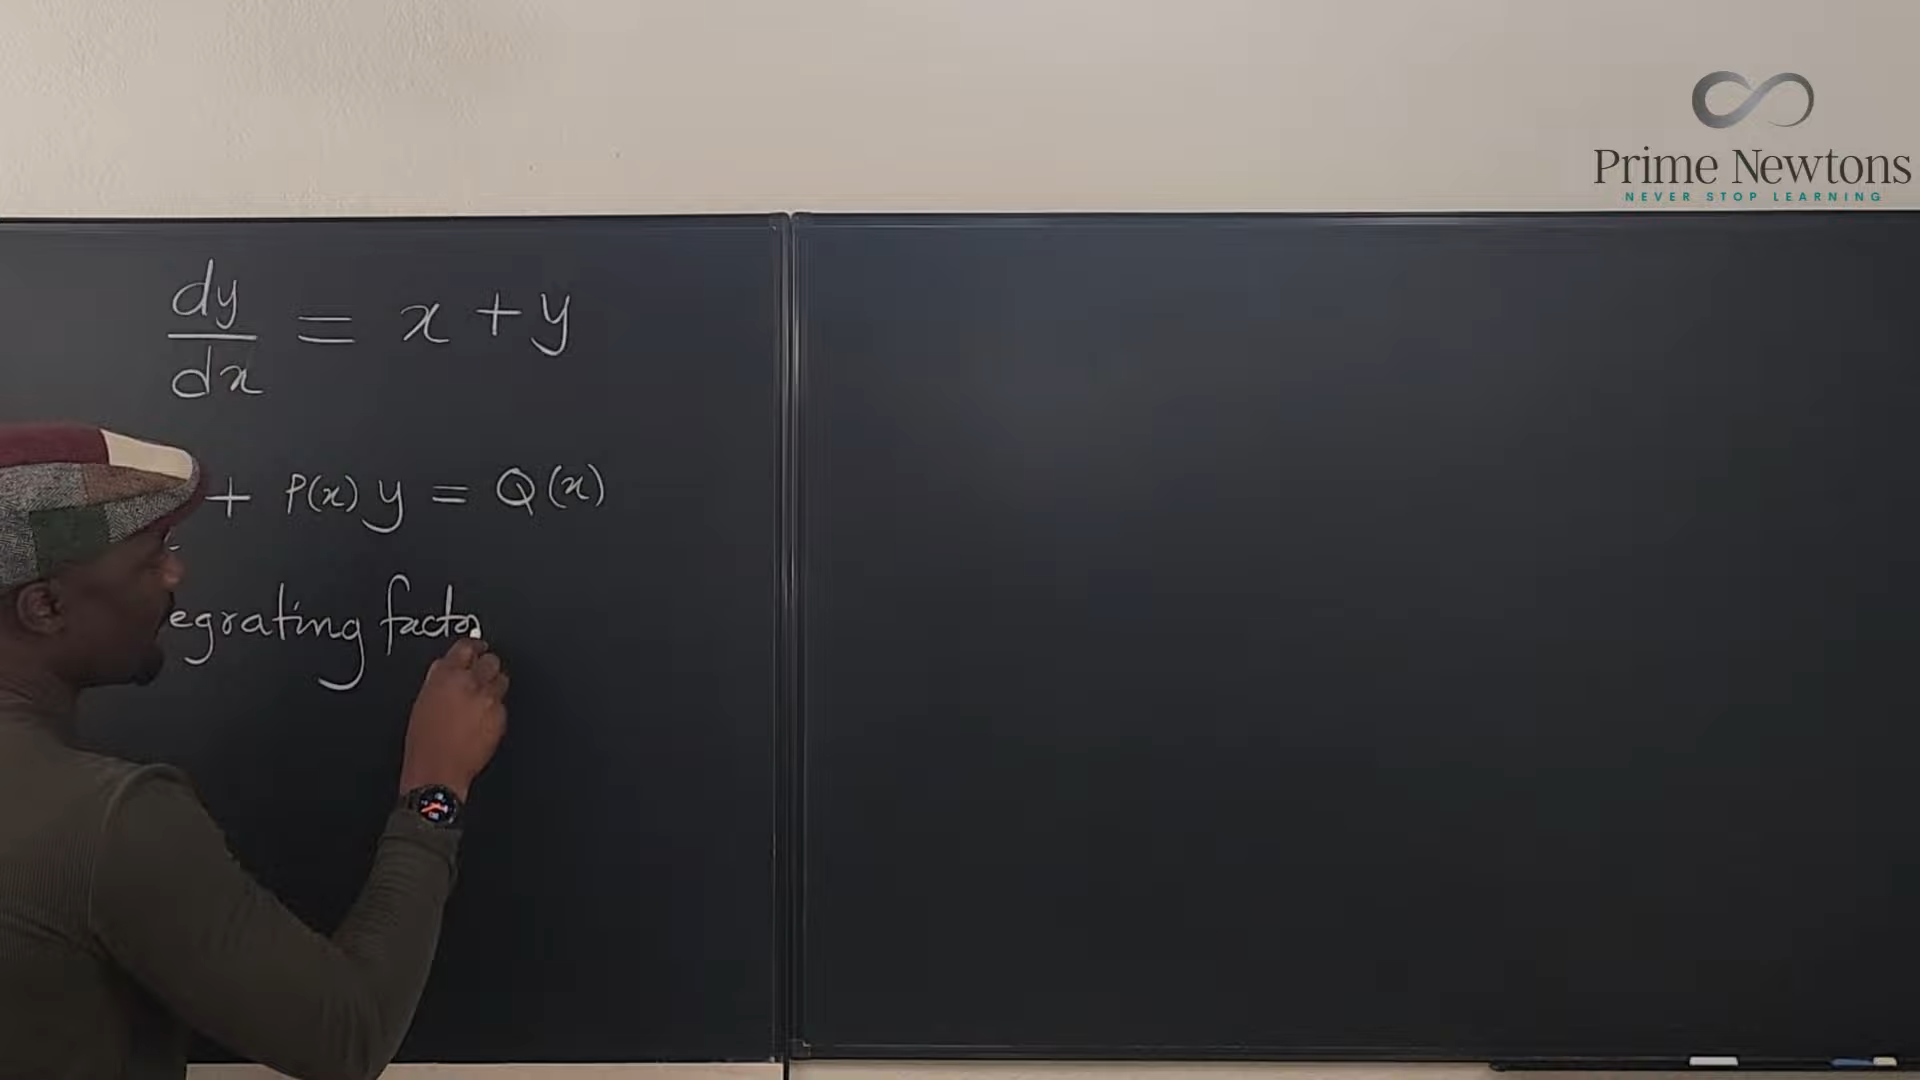 dy/dx = x + y
+ P(x) y = Q(x)
egrating facto
Prime Newtons
NEVER STOP LEARNING